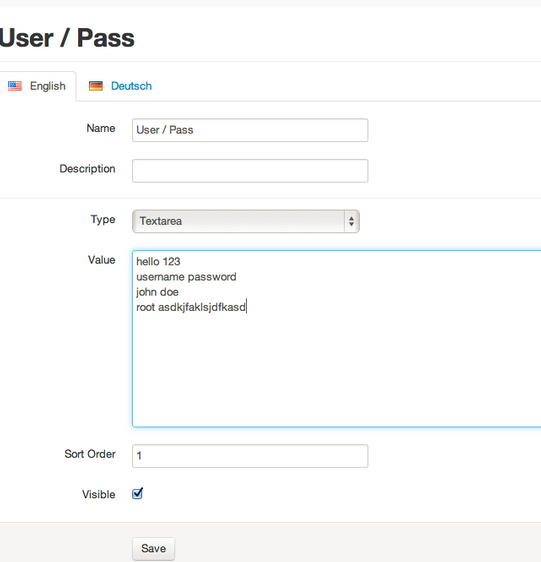 User / Pass
English Deutsch
Name User / Pass
Description
Type Textarea
Value hello 123
username password
john doe
root asdkjfaklsjdfkasd
Sort Order 1
Visible
Save